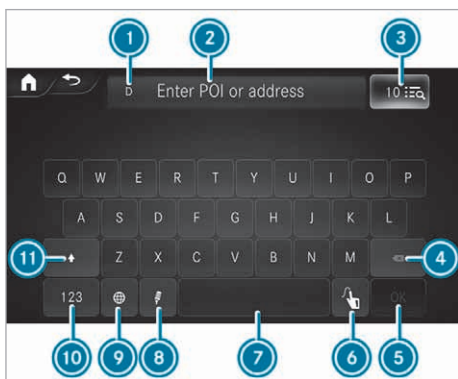 1 2 3
D Enter POI or address 10
Q W E R T Y U I O P
A S D F G H J K L
11 Z X C V B N M 4
123 OK
10 9 8 7 6 5